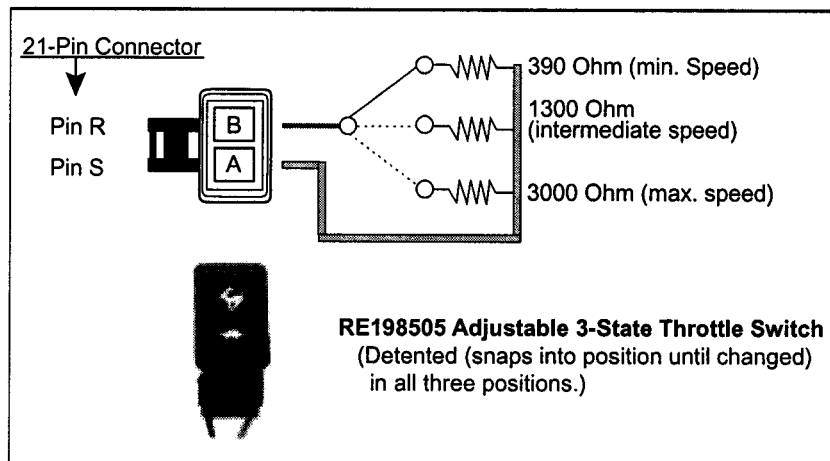 21-Pin Connector
Pin R
Pin S
B
A
390 Ohm (min. Speed)
1300 Ohm
(intermediate speed)
3000 Ohm (max. speed)
RE198505 Adjustable 3-State Throttle Switch
(Detented (snaps into position until changed)
in all three positions.)